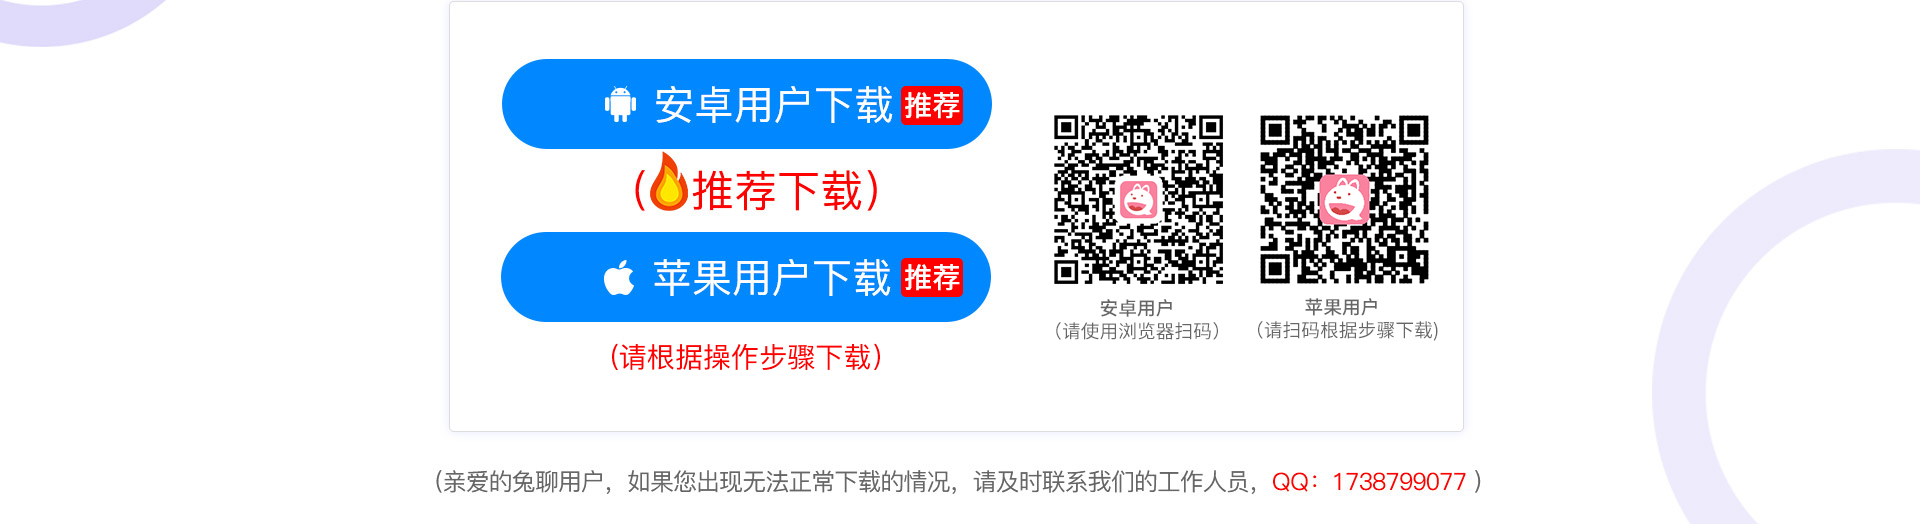 安卓用户下载 推荐
(推荐下载)
苹果用户下载 推荐
(请根据操作步骤下载)
安卓用户
(请使用浏览器扫码)
苹果用户
(请扫码根据步骤下载)
(亲爱的兔聊用户，如果您出现无法正常下载的情况，请及时联系我们的工作人员，QQ：1738799077 )